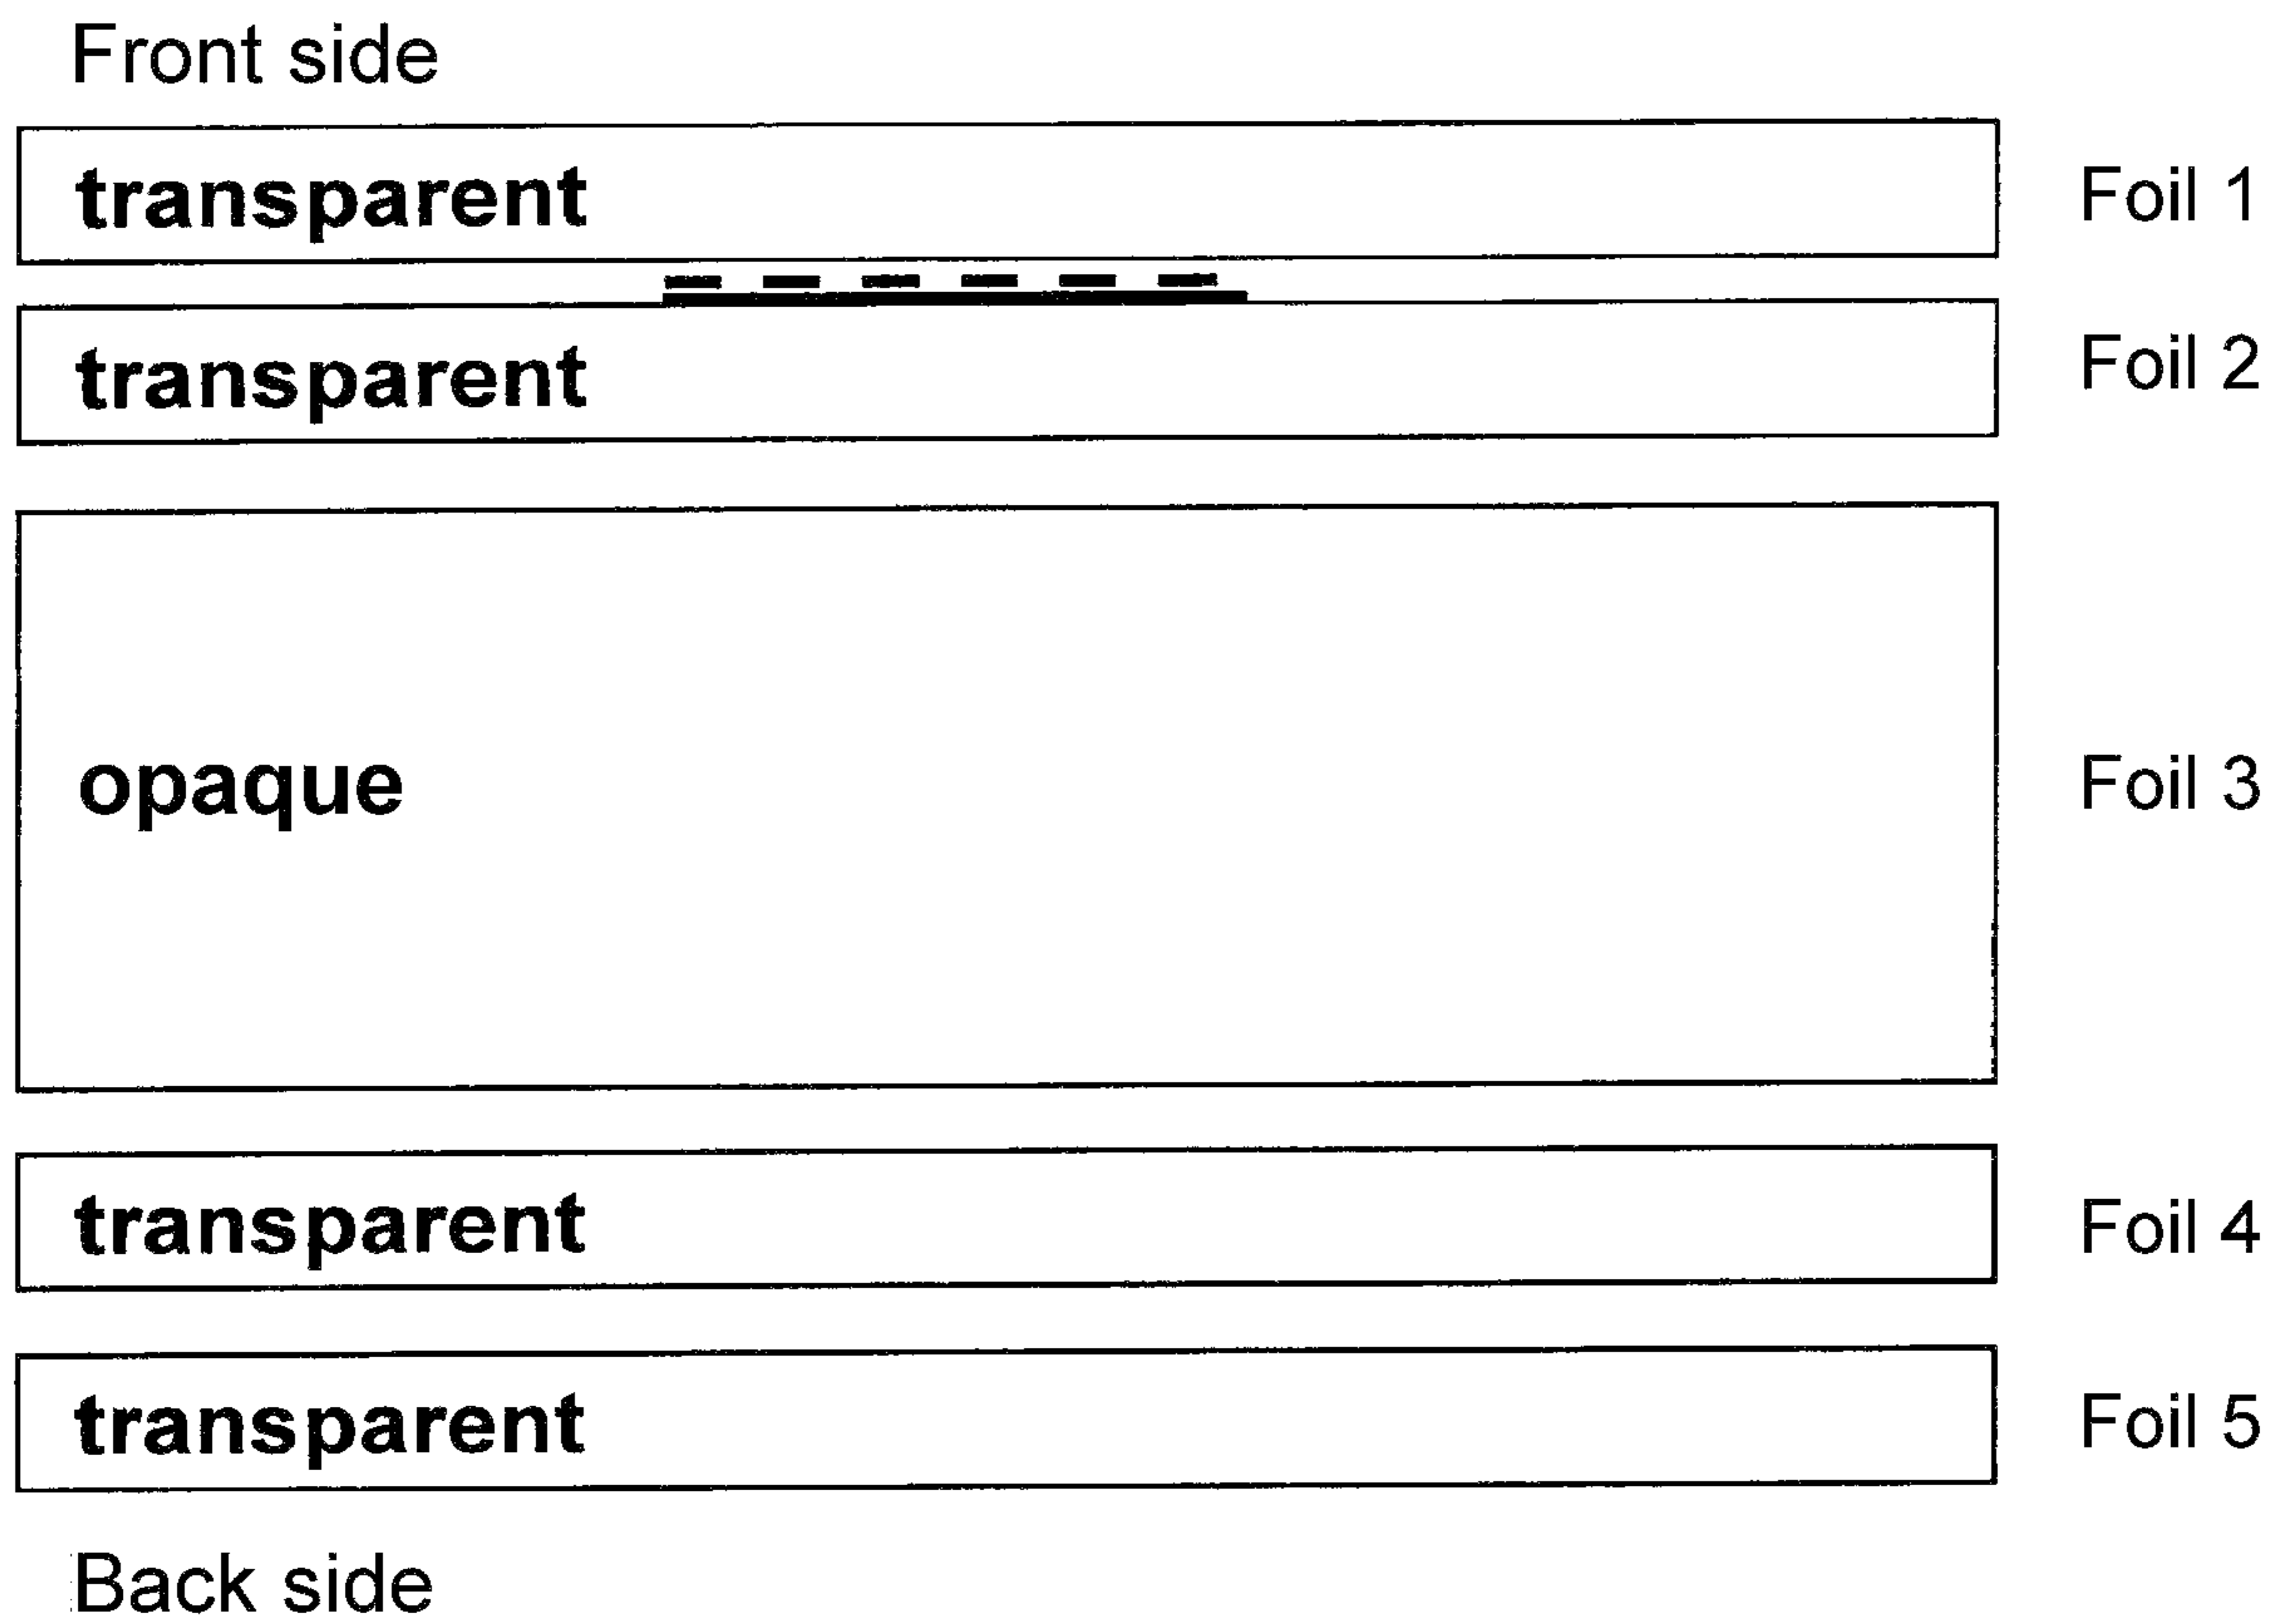 Front side
transparent Foil 1
transparent Foil 2
opaque Foil 3
transparent Foil 4
transparent Foil 5
Back side